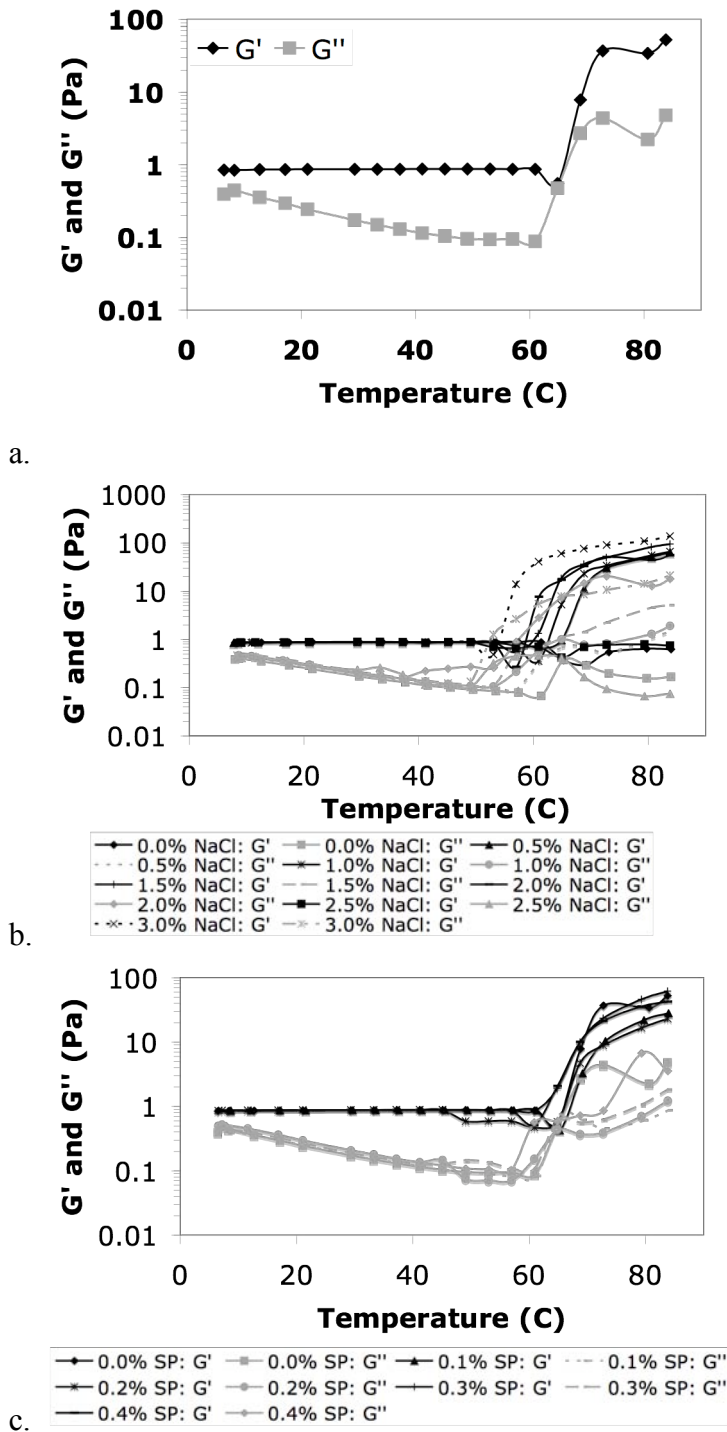 100
10
1
0.1
0.01
G' and G'' (Pa)
G' G''
0 20 40 60 80
Temperature (C)
a.
1000
100
10
1
0.1
0.01
G' and G'' (Pa)
0 20 40 60 80
Temperature (C)
0.0% NaCl: G' 0.0% NaCl: G'' 0.5% NaCl: G'
0.5% NaCl: G'' 1.0% NaCl: G' 1.0% NaCl: G''
1.5% NaCl: G' 1.5% NaCl: G'' 2.0% NaCl: G'
2.0% NaCl: G'' 2.5% NaCl: G' 2.5% NaCl: G''
3.0% NaCl: G' 3.0% NaCl: G''
b.
100
10
1
0.1
0.01
G' and G'' (Pa)
0 20 40 60 80
Temperature (C)
0.0% SP: G' 0.0% SP: G'' 0.1% SP: G' 0.1% SP: G''
0.2% SP: G' 0.2% SP: G'' 0.3% SP: G' 0.3% SP: G''
0.4% SP: G' 0.4% SP: G''
c.